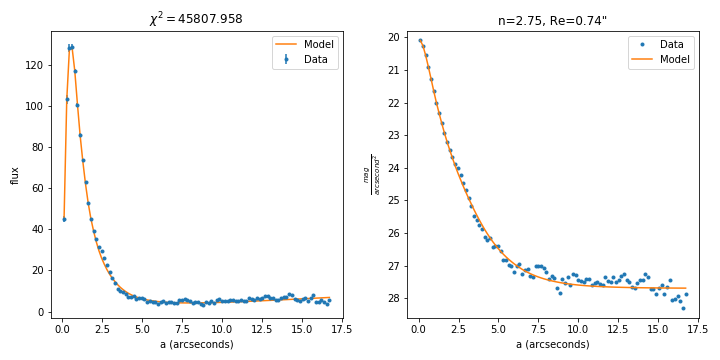 χ² = 45807.958
Model
Data
flux
120
100
80
60
40
20
0
0.0 2.5 5.0 7.5 10.0 12.5 15.0 17.5
a (arcseconds)
n=2.75, Re=0.74"
Data
Model
mag
arcsecond²
20
21
22
23
24
25
26
27
28
0.0 2.5 5.0 7.5 10.0 12.5 15.0 17.5
a (arcseconds)